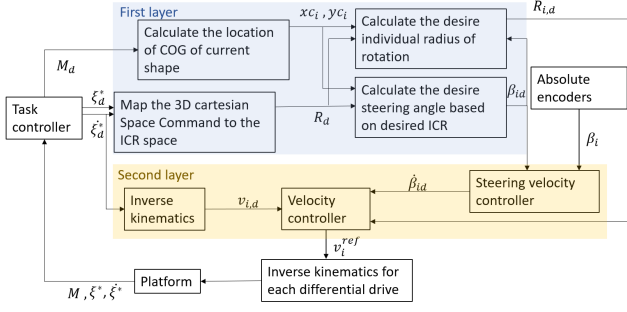 First layer
xc_i , yc_i
R_{i,d}
Calculate the location
of COG of current
shape
Calculate the desire
individual radius of
rotation
M_d
ξ_d^*
ξ̇_d^*
Task
controller
Map the 3D cartesian
Space Command to the
ICR space
R_d
Calculate the desire
steering angle based
on desired ICR
β_{id}
Absolute
encoders
β_i
Second layer
Inverse
kinematics
v_{i,d}
Velocity
controller
β̇_{id}
Steering velocity
controller
v_i^{ref}
Platform
Inverse kinematics for
each differential drive
M , ξ^*, ξ̇^*